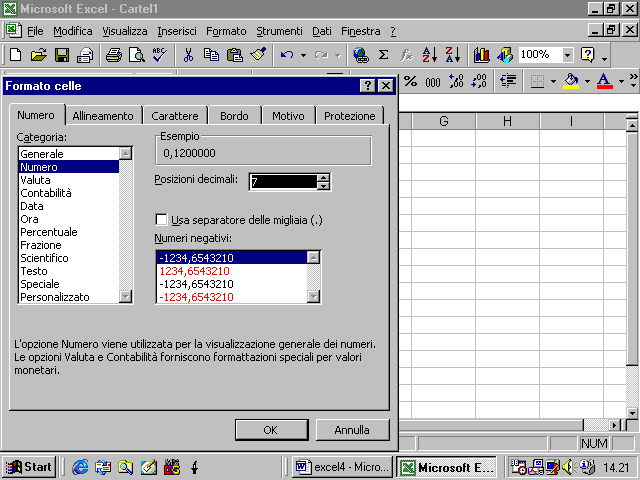 Microsoft Excel - Cartel1
File Modifica Visualizza Inserisci Formato Strumenti Dati Finestra ?
ABC Σ fx A Z Z A 100% ?
Formato celle ? % 000 A
Numero Allineamento Carattere Bordo Motivo Protezione
Categoria:
Generale
Numero
Valuta
Contabilità
Data
Ora
Percentuale
Frazione
Scientifico
Testo
Speciale
Personalizzato
Esempio
0,1200000
Posizioni decimali: 7
Usa separatore delle migliaia (.)
Numeri negativi:
-1234,6543210
1234,6543210
-1234,6543210
-1234,6543210
L'opzione Numero viene utilizzata per la visualizzazione generale dei numeri.
Le opzioni Valuta e Contabilità forniscono formattazioni speciali per valori
monetari.
OK Annulla
G H I
NUM
Start excel4 - Micro... Microsoft E... 14.21